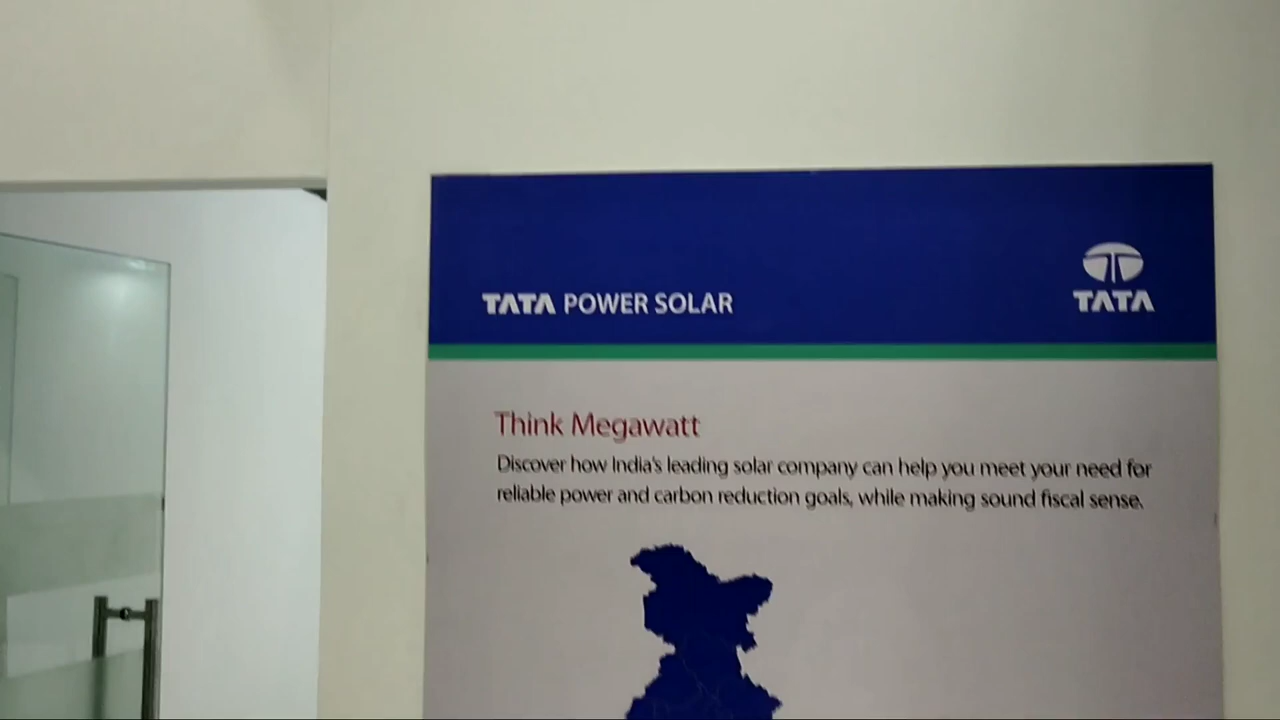 TATA POWER SOLAR
TATA
Think Megawatt
Discover how India's leading solar company can help you meet your need for
reliable power and carbon reduction goals, while making sound fiscal sense.